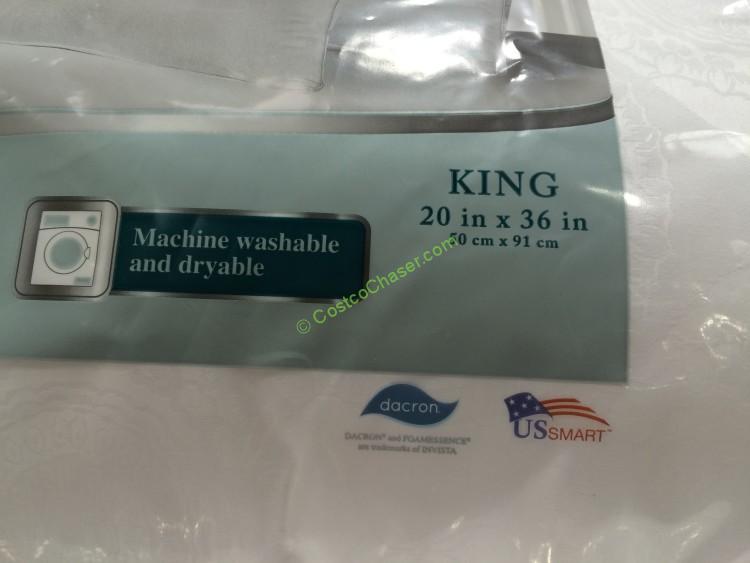 KING
20 in x 36 in
50 cm x 91 cm
Machine washable
and dryable
© CostcoChaser.com
dacron
DACRON® and FOAMESSENCE®
are trademarks of INVISTA
USSMART™